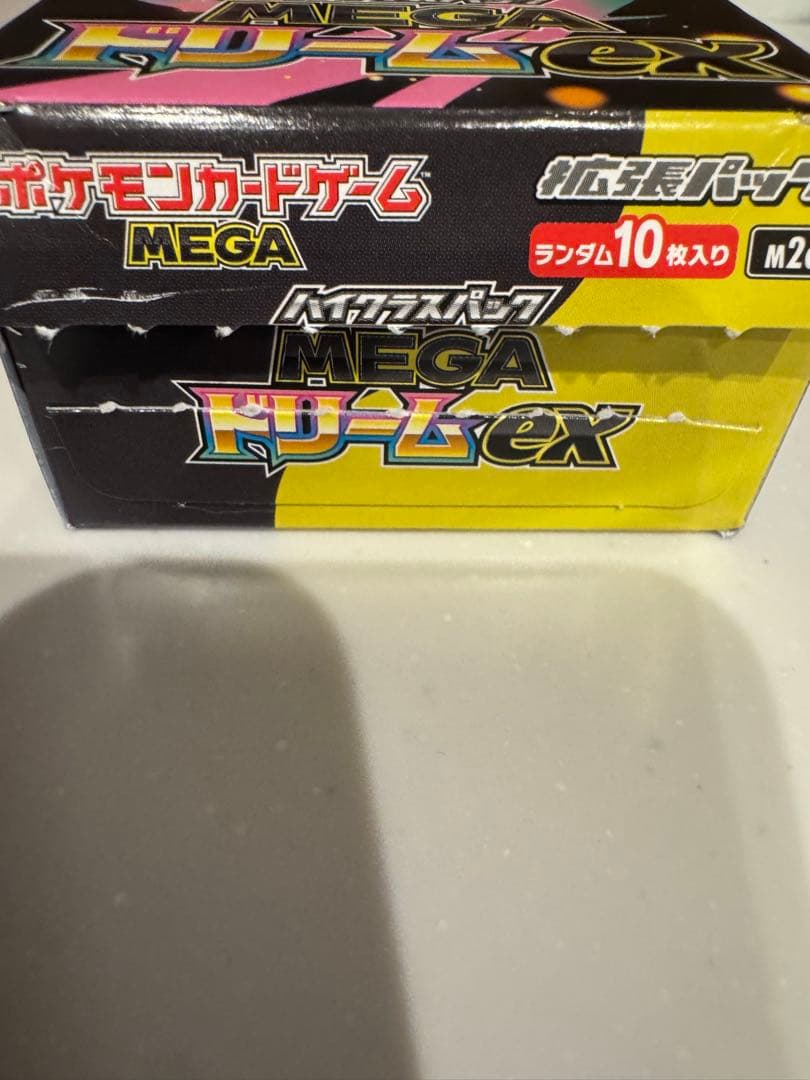 MEGA
ドリームex
ポケモンカードゲーム™
MEGA
拡張パック
ランダム10枚入り
ハイクラスパック
MEGA
ドリームex